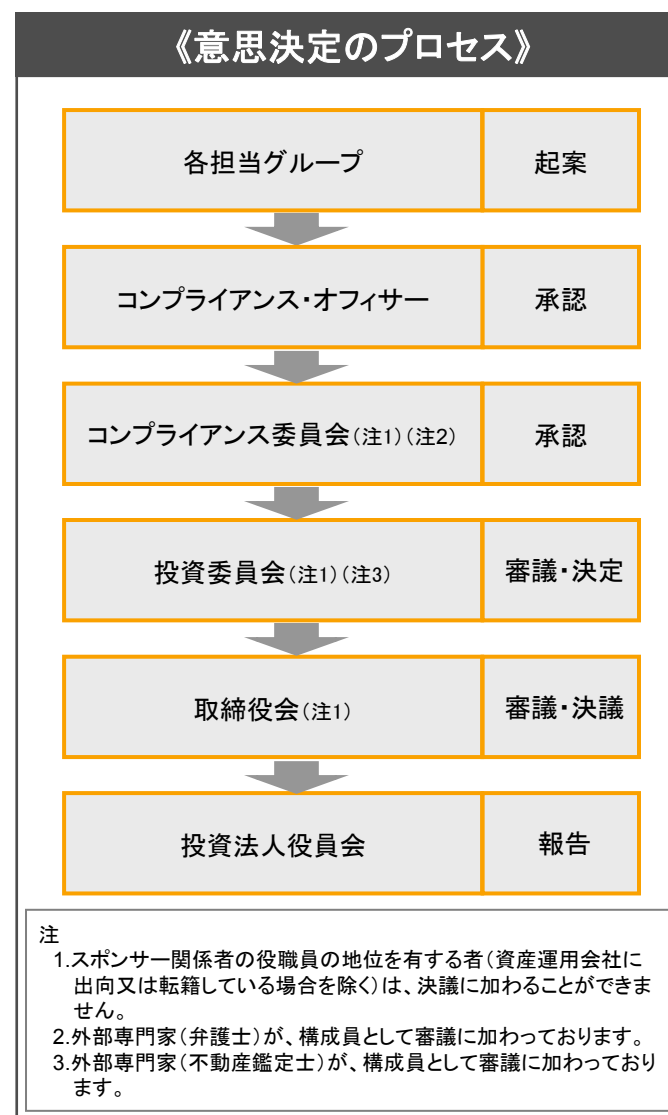 《意思決定のプロセス》
各担当グループ 起案
コンプライアンス・オフィサー 承認
コンプライアンス委員会(注1)(注2) 承認
投資委員会(注1)(注3) 審議・決定
取締役会(注1) 審議・決議
投資法人役員会 報告
注
1.スポンサー関係者の役職員の地位を有する者(資産運用会社に
出向又は転籍している場合を除く)は、決議に加わることができま
せん。
2.外部専門家(弁護士)が、構成員として審議に加わっております。
3.外部専門家(不動産鑑定士)が、構成員として審議に加わっており
ます。